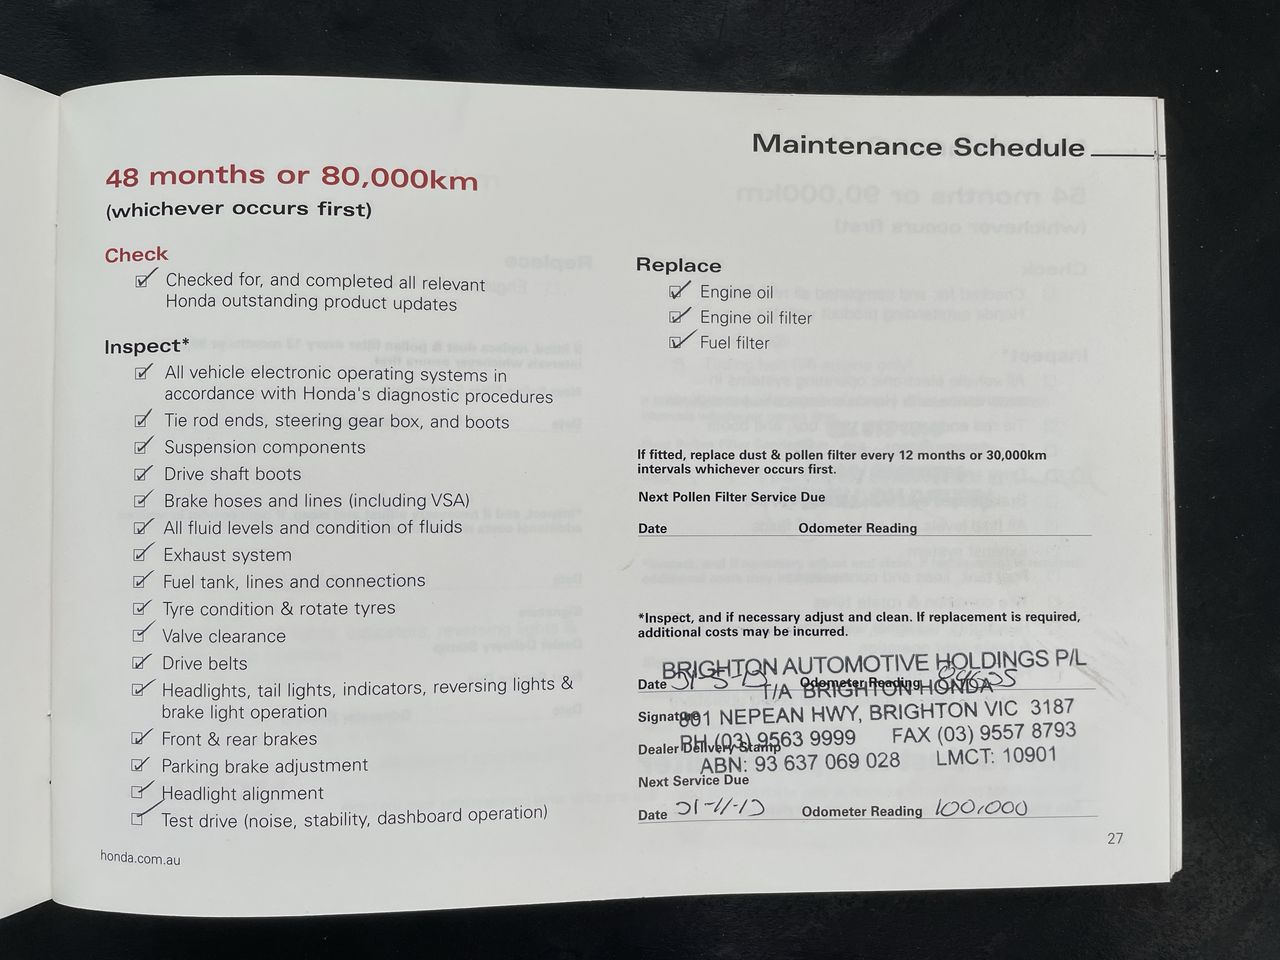 Maintenance Schedule
48 months or 80,000km
(whichever occurs first)
Check
Checked for, and completed all relevant
Honda outstanding product updates
Inspect*
All vehicle electronic operating systems in
accordance with Honda's diagnostic procedures
Tie rod ends, steering gear box, and boots
Suspension components
Drive shaft boots
Brake hoses and lines (including VSA)
All fluid levels and condition of fluids
Exhaust system
Fuel tank, lines and connections
Tyre condition & rotate tyres
Valve clearance
Drive belts
Headlights, tail lights, indicators, reversing lights &
brake light operation
Front & rear brakes
Parking brake adjustment
Headlight alignment
Test drive (noise, stability, dashboard operation)
honda.com.au
Replace
Engine oil
Engine oil filter
Fuel filter
If fitted, replace dust & pollen filter every 12 months or 30,000km
intervals whichever occurs first.
Next Pollen Filter Service Due
Date Odometer Reading
*Inspect, and if necessary adjust and clean. If replacement is required,
additional costs may be incurred.
BRIGHTON AUTOMOTIVE HOLDINGS P/L
Date Odometer Reading
T/A BRIGHTON HONDA
Signature
801 NEPEAN HWY, BRIGHTON VIC 3187
PH (03) 9563 9999 FAX (03) 9557 8793
Dealer Delivery Stamp
ABN: 93 637 069 028 LMCT: 10901
Next Service Due
Date Odometer Reading 100,000
27